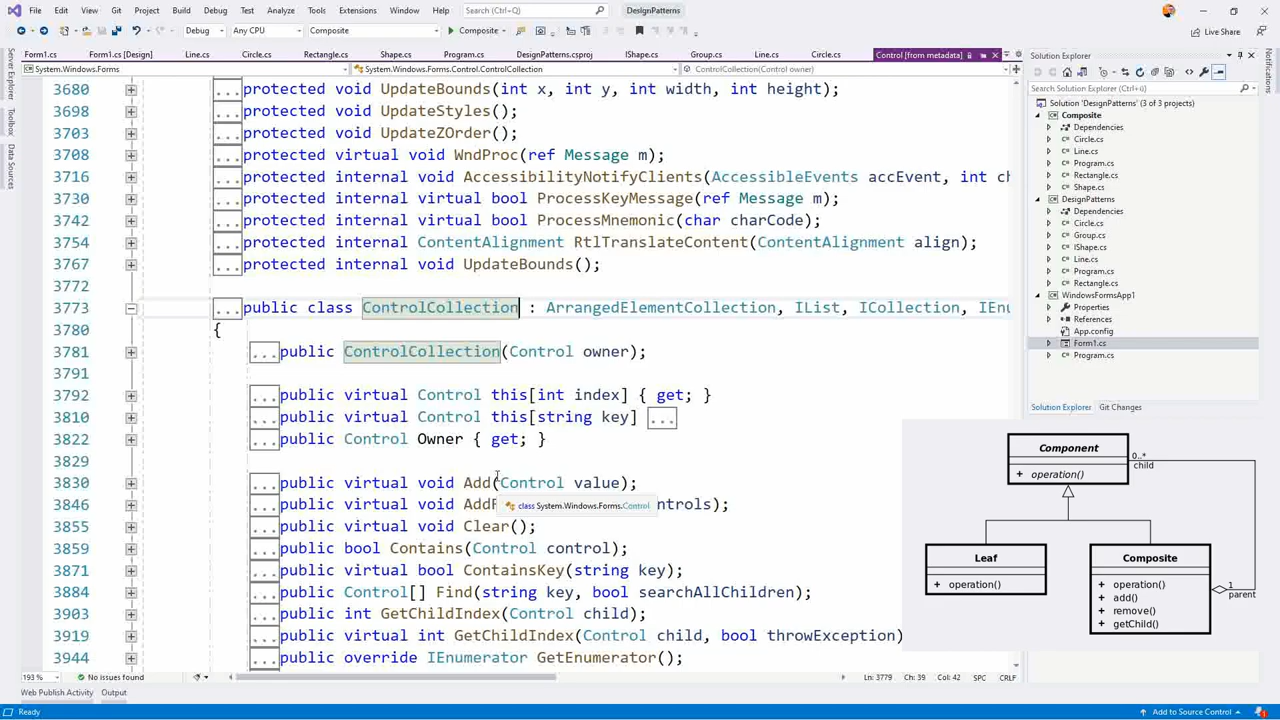 File Edit View Git Project Build Debug Test Analyze Tools Extensions Window Help Search (Ctrl+Q) DesignPatterns
Debug Any CPU Composite Composite Live Share
Form1.cs Form1.cs [Design] Line.cs Circle.cs Rectangle.cs Shape.cs Program.cs DesignPatterns.csproj IShape.cs Group.cs Line.cs Circle.cs Control [from metadata]
System.Windows.Forms System.Windows.Forms.Control.ControlCollection ControlCollection(Control owner)
Server Explorer
Toolbox
Data Sources
3680 ... protected void UpdateBounds(int x, int y, int width, int height);
3698 ... protected void UpdateStyles();
3703 ... protected void UpdateZOrder();
3708 ... protected virtual void WndProc(ref Message m);
3716 ... protected internal void AccessibilityNotifyClients(AccessibleEvents accEvent, int ch
3730 ... protected internal virtual bool ProcessKeyMessage(ref Message m);
3742 ... protected internal virtual bool ProcessMnemonic(char charCode);
3754 ... protected internal ContentAlignment RtlTranslateContent(ContentAlignment align);
3767 ... protected internal void UpdateBounds();
3772
3773 ... public class ControlCollection : ArrangedElementCollection, IList, ICollection, IEnu
3780 {
3781 ... public ControlCollection(Control owner);
3791
3792 ... public virtual Control this[int index] { get; }
3810 ... public virtual Control this[string key] ...
3822 ... public Control Owner { get; }
3829
3830 ... public virtual void Add(Control value);
3846 ... public virtual void AddR
ntrols);
class System.Windows.Forms.Control
3855 ... public virtual void Clear();
3859 ... public bool Contains(Control control);
3871 ... public virtual bool ContainsKey(string key);
3884 ... public Control[] Find(string key, bool searchAllChildren);
3903 ... public int GetChildIndex(Control child);
3919 ... public virtual int GetChildIndex(Control child, bool throwException)
3944 ... public override IEnumerator GetEnumerator();
193 % No issues found Ln: 3779 Ch: 39 Col: 42 SPC CRLF
Web Publish Activity Output
Ready Add to Source Control 1
Solution Explorer
Search Solution Explorer (Ctrl+;)
Solution 'DesignPatterns' (3 of 3 projects)
Composite
Dependencies
Circle.cs
Line.cs
Program.cs
Rectangle.cs
Shape.cs
DesignPatterns
Dependencies
Circle.cs
Group.cs
IShape.cs
Line.cs
Program.cs
Rectangle.cs
WindowsFormsApp1
Properties
References
App.config
Form1.cs
Program.cs
Solution Explorer Git Changes
Notifications
Component
+ operation()
0..*
child
Leaf
+ operation()
Composite
+ operation()
+ add()
+ remove()
+ getChild()
1
parent